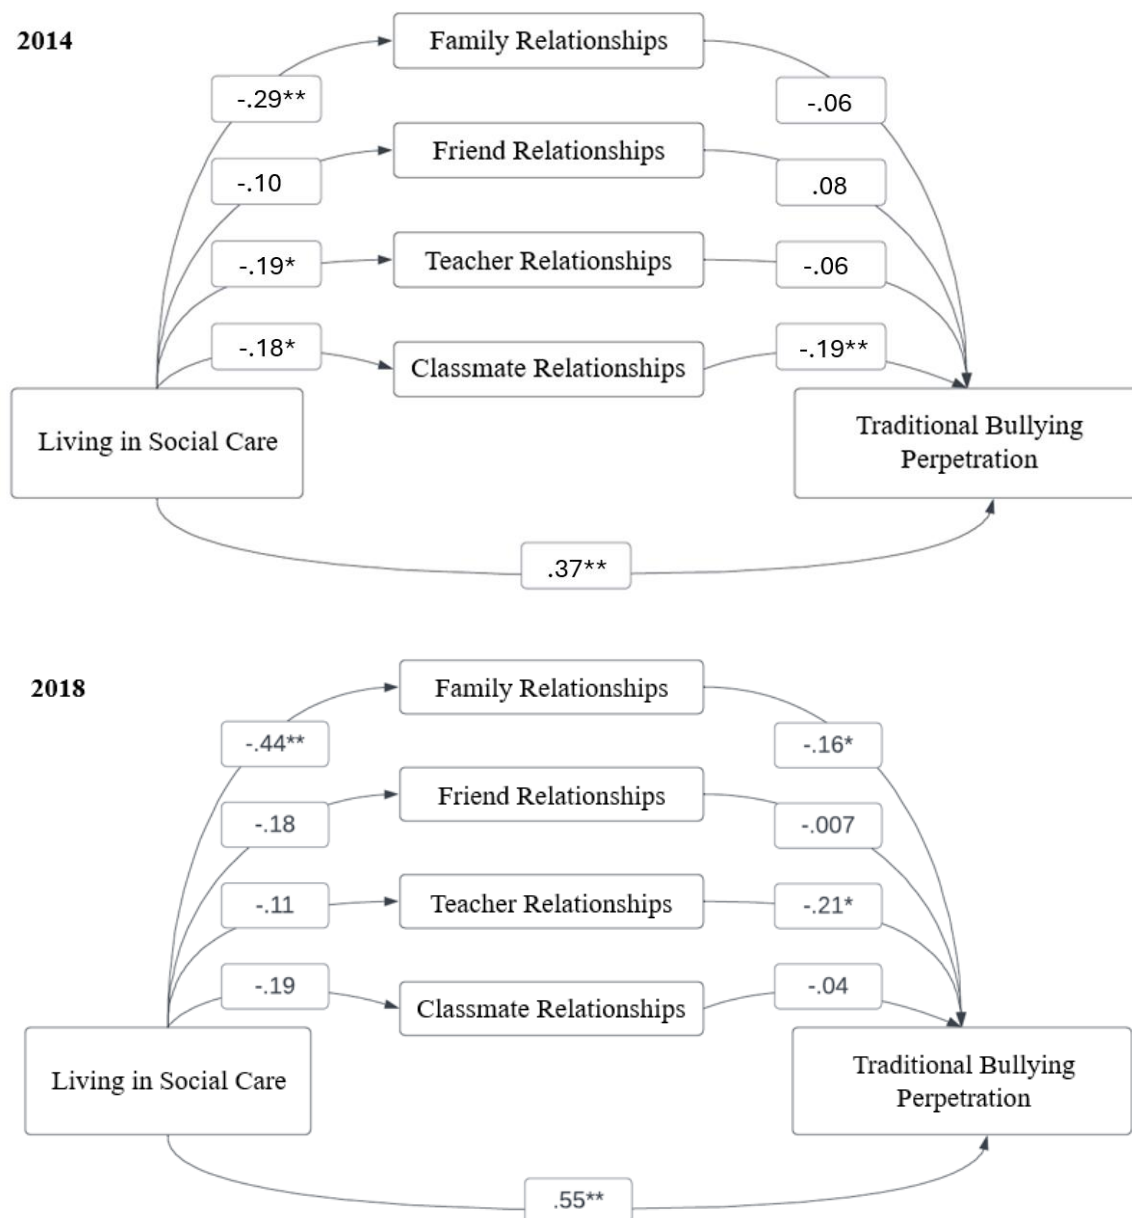 2014
Family Relationships
-.29**
-.06
Friend Relationships
-.10
.08
Teacher Relationships
-.19*
-.06
Classmate Relationships
-.18*
-.19**
Living in Social Care
Traditional Bullying
Perpetration
.37**
2018
Family Relationships
-.44**
-.16*
Friend Relationships
-.18
-.007
Teacher Relationships
-.11
-.21*
Classmate Relationships
-.19
-.04
Living in Social Care
Traditional Bullying
Perpetration
.55**